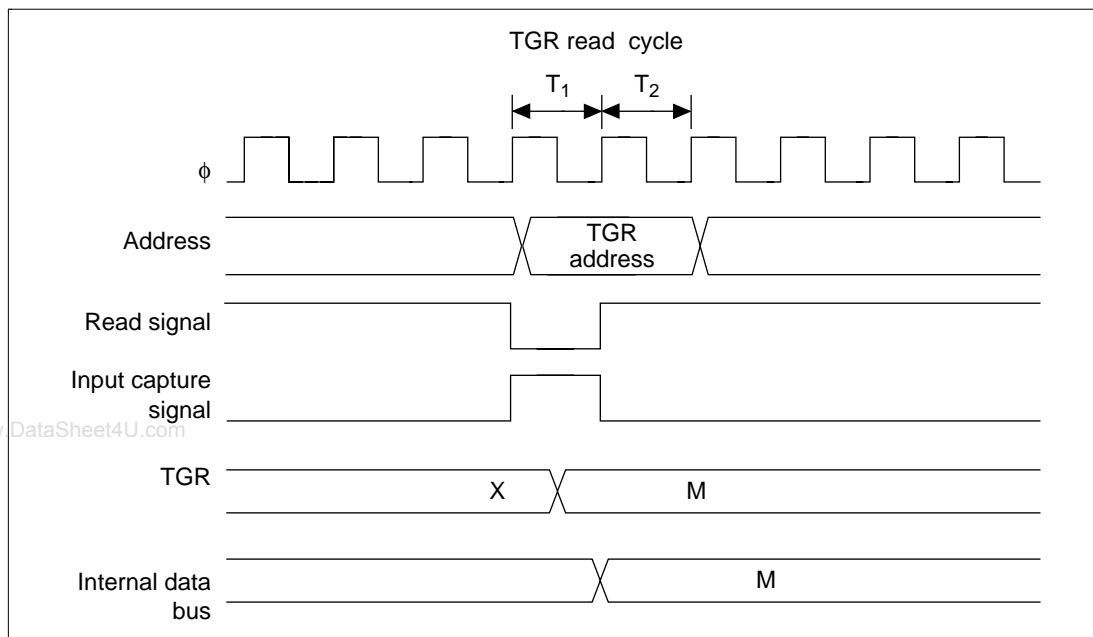 TGR read cycle
T1 T2
ϕ
Address
TGR
address
Read signal
Input capture
signal
.DataSheet4U.com
TGR
X M
Internal data
bus
M